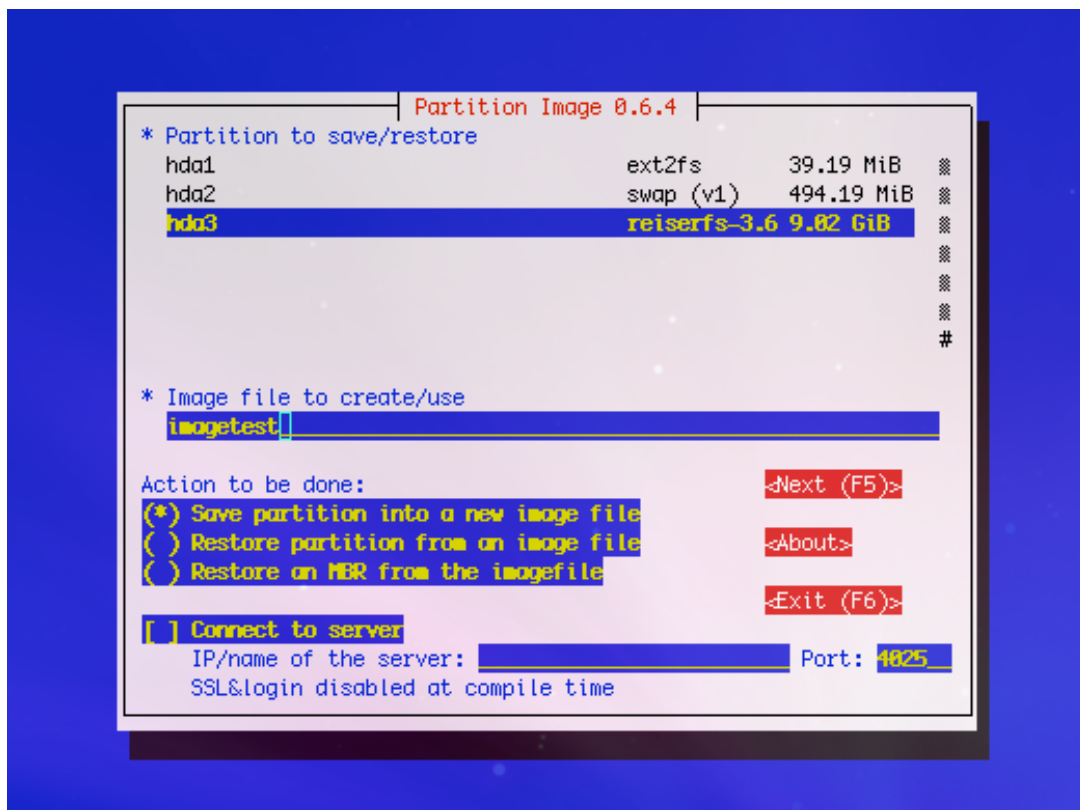 Partition Image 0.6.4
* Partition to save/restore
hda1 ext2fs 39.19 MiB
hda2 swap (v1) 494.19 MiB
hda3 reiserfs-3.6 9.02 GiB
#
* Image file to create/use
imagetest
Action to be done: <Next (F5)>
(*) Save partition into a new image file
( ) Restore partition from an image file <About>
( ) Restore an MBR from the imagefile
<Exit (F6)>
[ ] Connect to server
IP/name of the server: Port: 4025__
SSL&login disabled at compile time